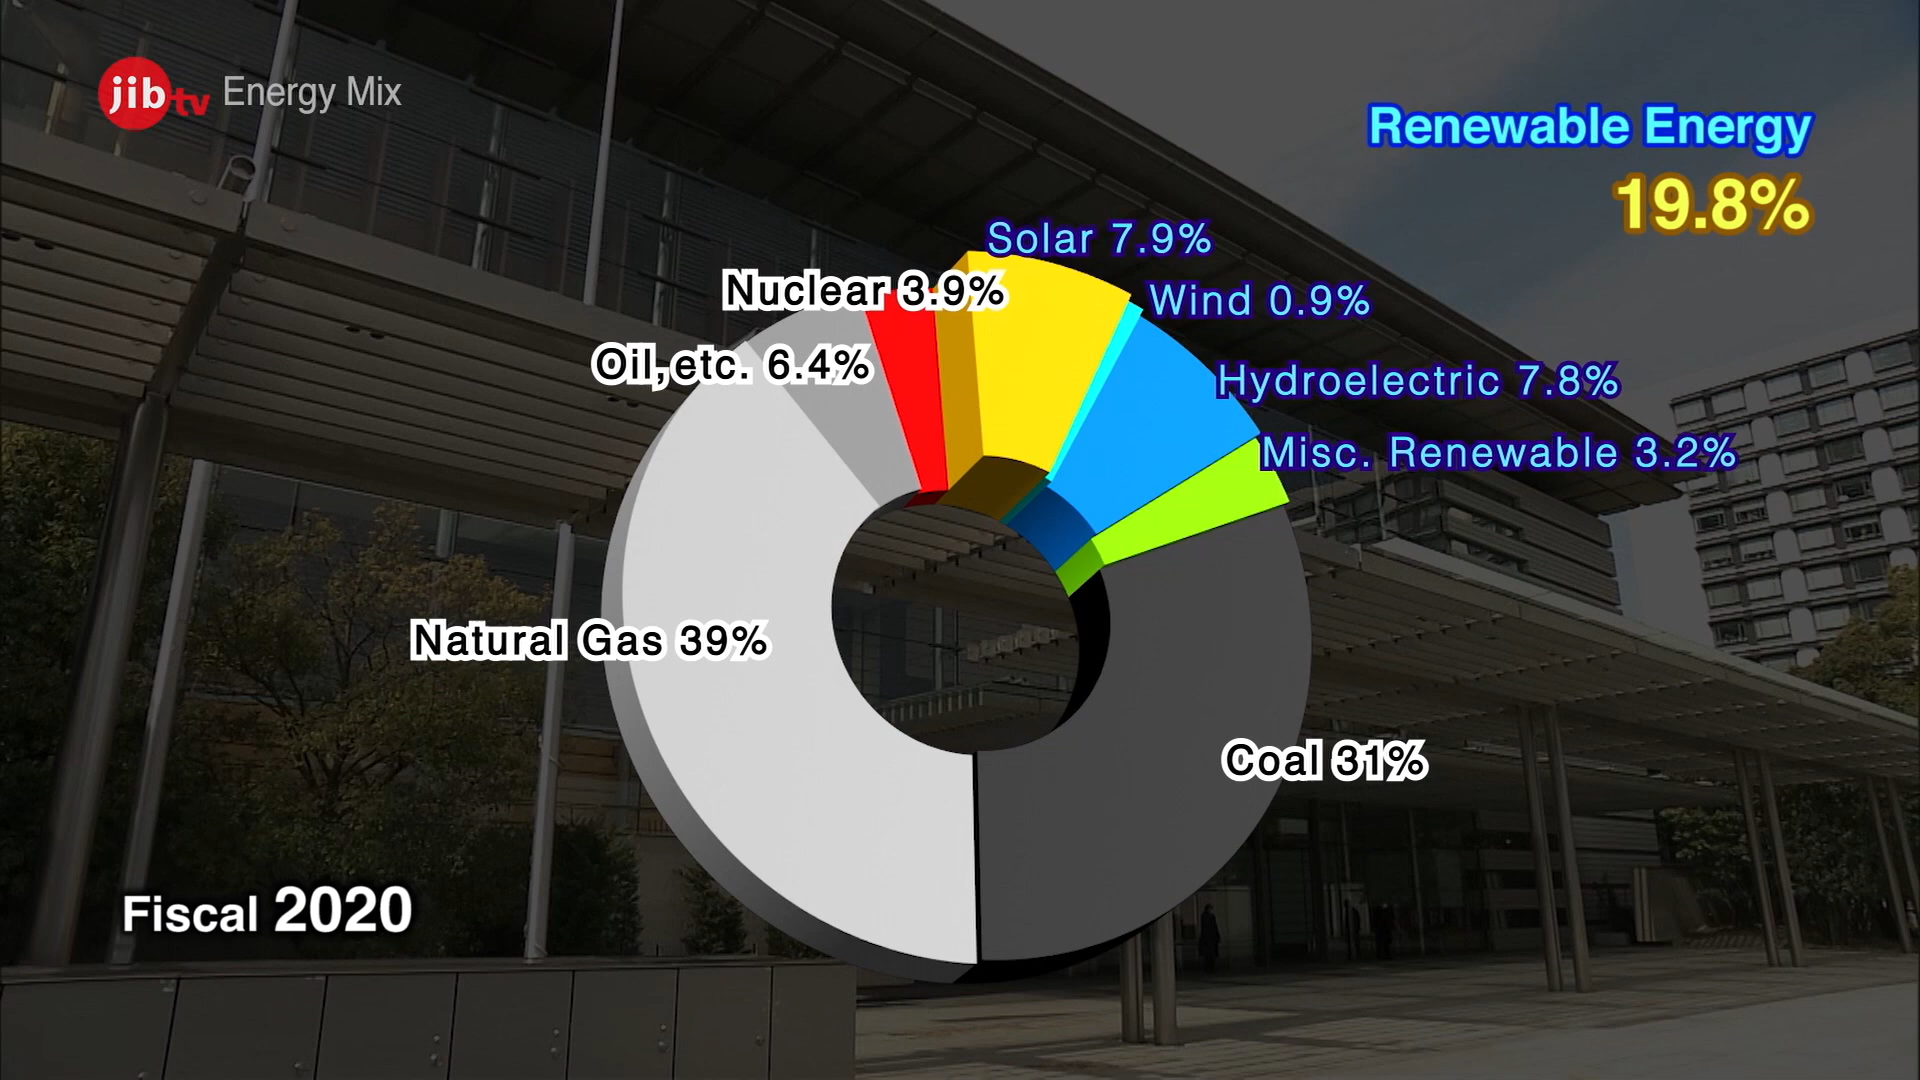 jibtv Energy Mix
Renewable Energy
19.8%
Solar 7.9%
Nuclear 3.9%
Wind 0.9%
Oil, etc. 6.4%
Hydroelectric 7.8%
Misc. Renewable 3.2%
Natural Gas 39%
Coal 31%
Fiscal 2020